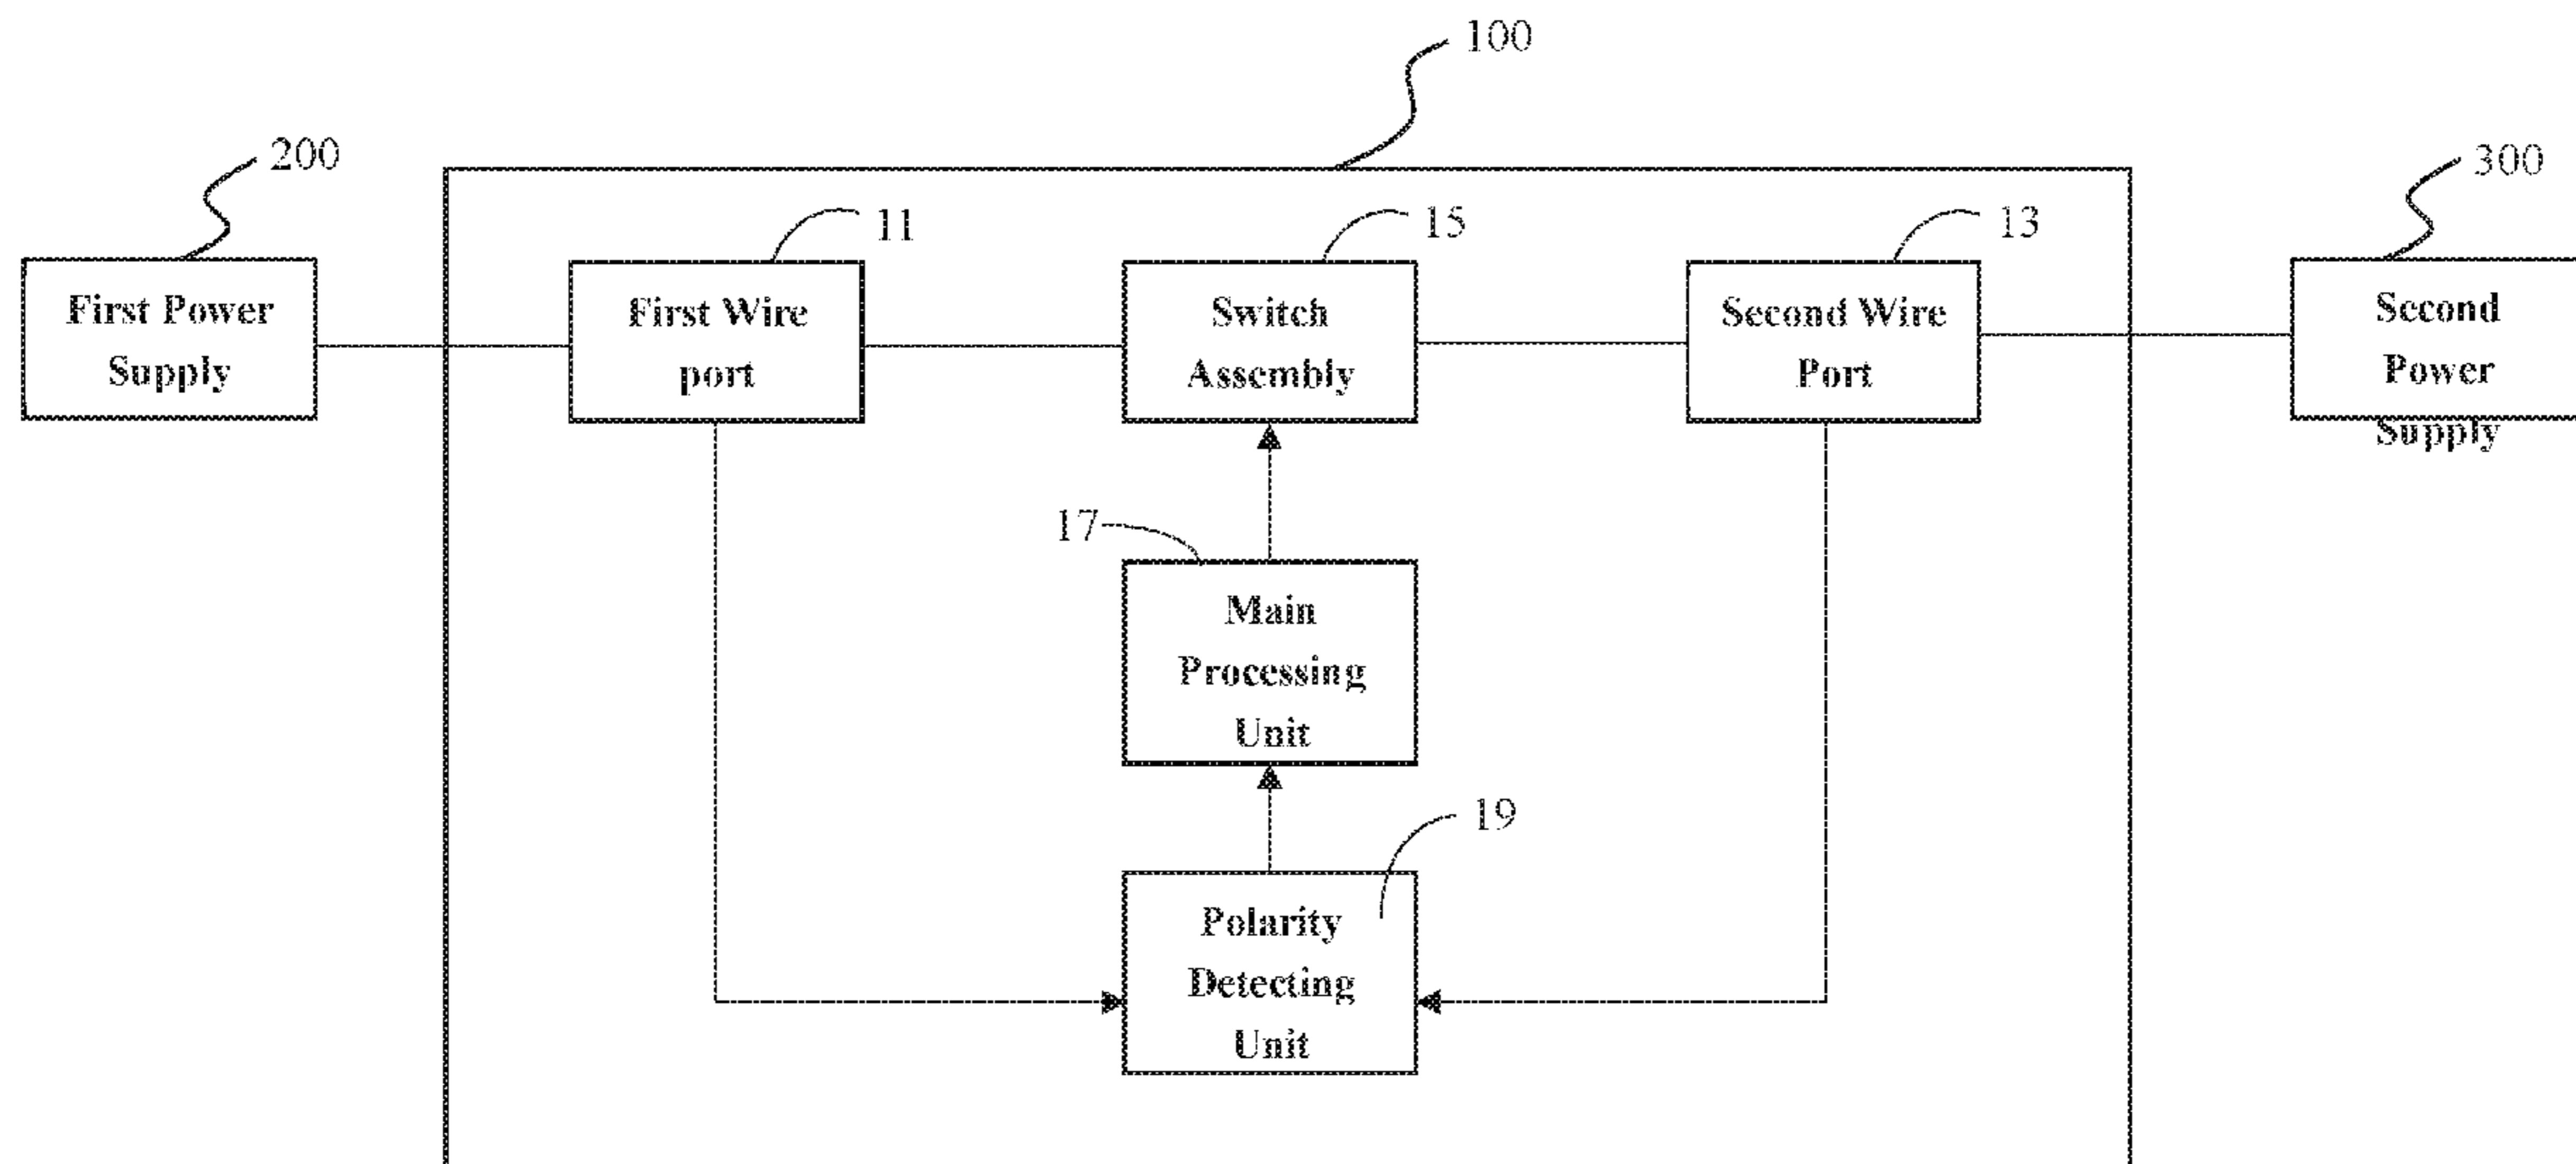 100
200
300
11
15
13
First Power
Supply
First Wire
port
Switch
Assembly
Second Wire
Port
Second
Power
Supply
17
Main
Processing
Unit
19
Polarity
Detecting
Unit